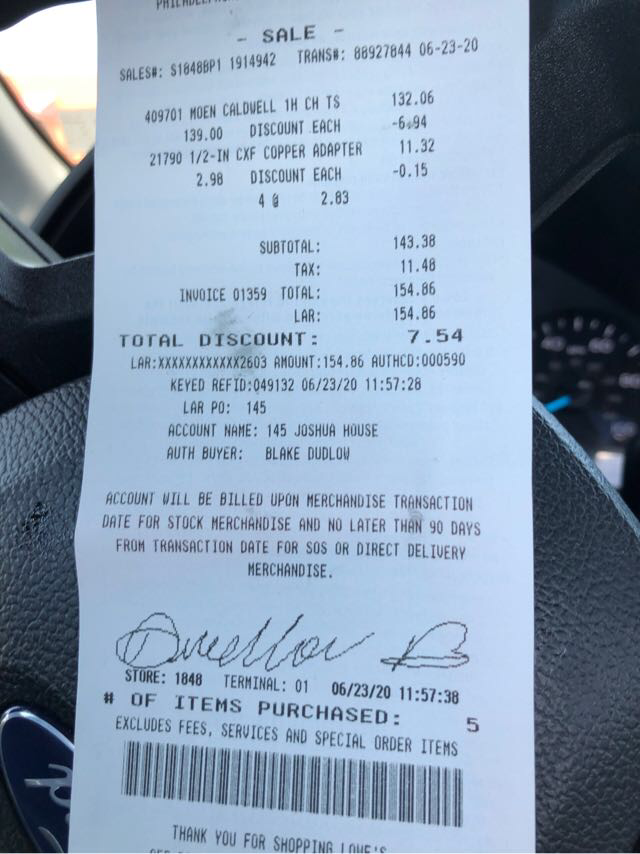 - SALE -
SALES#: S1848BP1 1914942 TRANS#: 88927844 06-23-20
409701 MOEN CALDWELL 1H CH TS 132.06
139.00 DISCOUNT EACH -6.94
21790 1/2-IN CXF COPPER ADAPTER 11.32
2.98 DISCOUNT EACH -0.15
4 @ 2.83
SUBTOTAL: 143.38
TAX: 11.48
INVOICE 01359 TOTAL: 154.86
LAR: 154.86
TOTAL DISCOUNT: 7.54
LAR:XXXXXXXXXXXX2603 AMOUNT:154.86 AUTHCD:000590
KEYED REFID:049132 06/23/20 11:57:28
LAR PO: 145
ACCOUNT NAME: 145 JOSHUA HOUSE
AUTH BUYER: BLAKE DUDLOW
ACCOUNT WILL BE BILLED UPON MERCHANDISE TRANSACTION
DATE FOR STOCK MERCHANDISE AND NO LATER THAN 90 DAYS
FROM TRANSACTION DATE FOR SOS OR DIRECT DELIVERY
MERCHANDISE.
STORE: 1848 TERMINAL: 01 06/23/20 11:57:38
# OF ITEMS PURCHASED: 5
EXCLUDES FEES, SERVICES AND SPECIAL ORDER ITEMS
THANK YOU FOR SHOPPING LOWE'S